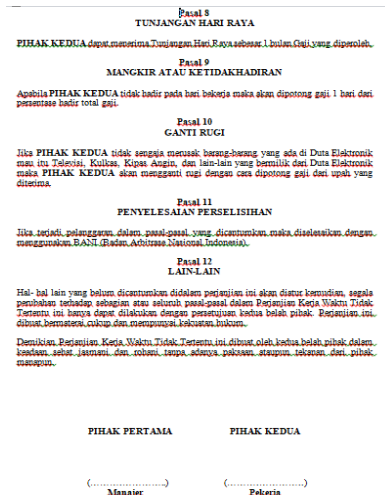 Pasal 8
TUNJANGAN HARI RAYA
PIHAK KEDUA dapat menerima Tunjangan Hari Raya sebesar 1 bulan Gaji yang diperoleh.
Pasal 9
MANGKIR ATAU KETIDAKHADIRAN
Apabila PIHAK KEDUA tidak hadir pada hari bekerja maka akan dipotong gaji 1 hari dari
persentase hadir total gaji.
Pasal 10
GANTI RUGI
Jika PIHAK KEDUA tidak sengaja merusak barang-barang yang ada di Duta Elektronik
mau itu Televisi, Kulkas, Kipas Angin, dan lain-lain yang bermilik dari Duta Elektronik
maka PIHAK KEDUA akan mengganti rugi dengan cara dipotong gaji dari upah yang
diterima.
Pasal 11
PENYELESAIAN PERSELISIHAN
Jika terjadi pelanggaran dalam pasal-pasal yang dicantumkan maka diselesaikan dengan
menggunakan BANI (Badan Arbitrase Nasional Indonesia).
Pasal 12
LAIN-LAIN
Hal- hal lain yang belum dicantumkan didalam perjanjian ini akan diatur kemudian, segala
perubahan terhadap sebagian atau seluruh pasal-pasal dalam Perjanjian Kerja Waktu Tidak
Tertentu ini hanya dapat dilakukan dengan persetujuan kedua belah pihak. Perjanjian ini
dibuat bermaterai cukup dan mempunyai kekuatan hukum.
Demikian Perjanjian Kerja Waktu Tidak Tertentu ini dibuat oleh kedua belah pihak dalam
keadaan sehat jasmani dan rohani tanpa adanya paksaan ataupun tekanan dari pihak
manapun.
PIHAK PERTAMA PIHAK KEDUA
(........................) (.........................)
Manajer Pekerja